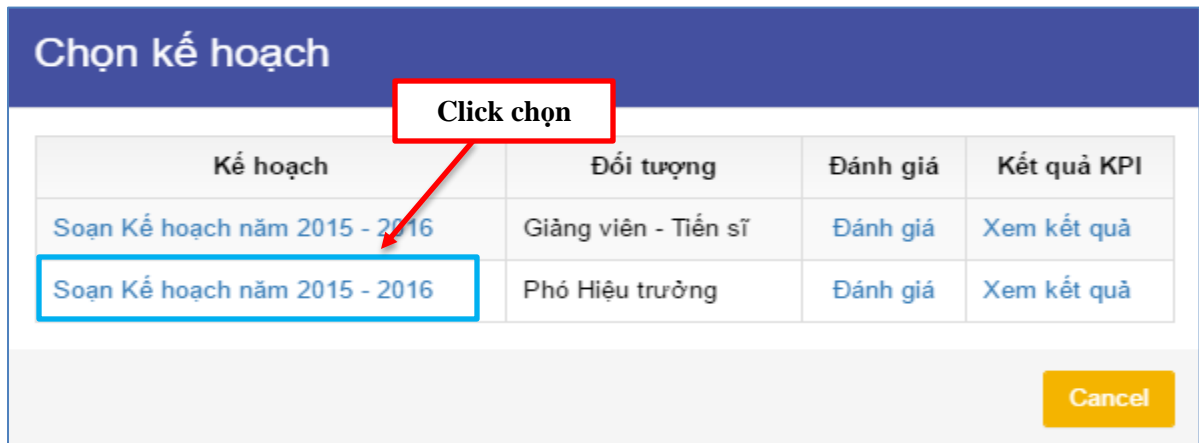 Chọn kế hoạch
Click chọn
Kế hoạch Đối tượng Đánh giá Kết quả KPI
Soạn Kế hoạch năm 2015 - 2016 Giảng viên - Tiến sĩ Đánh giá Xem kết quả
Soạn Kế hoạch năm 2015 - 2016 Phó Hiệu trưởng Đánh giá Xem kết quả
Cancel